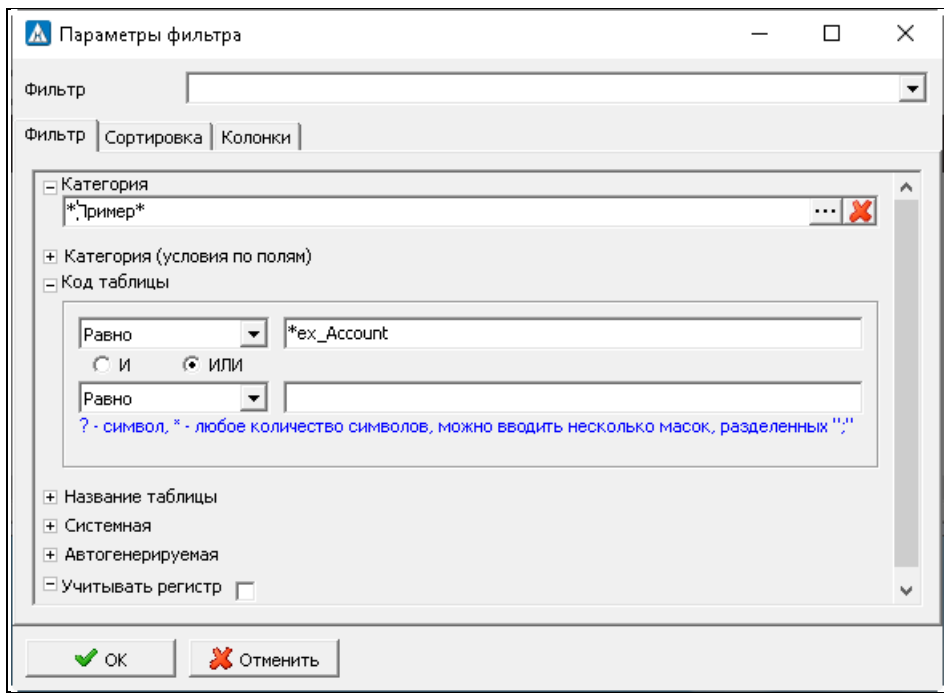 Параметры фильтра
Фильтр
Фильтр Сортировка Колонки
Категория
*Пример*
Категория (условия по полям)
Код таблицы
Равно *ex_Account
И ИЛИ
Равно
? - символ, * - любое количество символов, можно вводить несколько масок, разделенных ";"
Название таблицы
Системная
Автогенерируемая
Учитывать регистр
OK Отменить